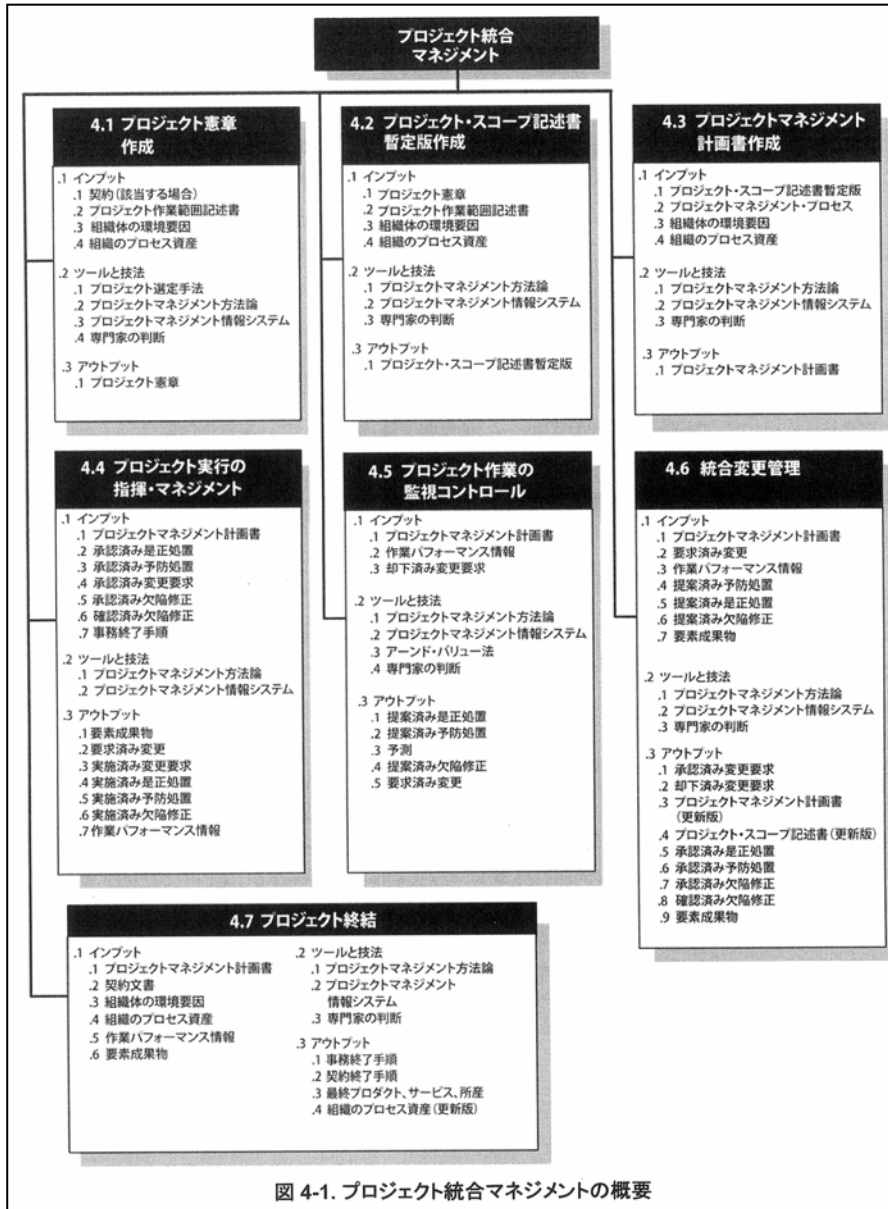 プロジェクト統合
マネジメント
4.1 プロジェクト憲章
作成
.1 インプット
.1 契約(該当する場合)
.2 プロジェクト作業範囲記述書
.3 組織体の環境要因
.4 組織のプロセス資産
.2 ツールと技法
.1 プロジェクト選定手法
.2 プロジェクトマネジメント方法論
.3 プロジェクトマネジメント情報システム
.4 専門家の判断
.3 アウトプット
.1 プロジェクト憲章
4.2 プロジェクト・スコープ記述書
暫定版作成
.1 インプット
.1 プロジェクト憲章
.2 プロジェクト作業範囲記述書
.3 組織体の環境要因
.4 組織のプロセス資産
.2 ツールと技法
.1 プロジェクトマネジメント方法論
.2 プロジェクトマネジメント情報システム
.3 専門家の判断
.3 アウトプット
.1 プロジェクト・スコープ記述書暫定版
4.3 プロジェクトマネジメント
計画書作成
.1 インプット
.1 プロジェクト・スコープ記述書暫定版
.2 プロジェクトマネジメント・プロセス
.3 組織体の環境要因
.4 組織のプロセス資産
.2 ツールと技法
.1 プロジェクトマネジメント方法論
.2 プロジェクトマネジメント情報システム
.3 専門家の判断
.3 アウトプット
.1 プロジェクトマネジメント計画書
4.4 プロジェクト実行の
指揮・マネジメント
.1 インプット
.1 プロジェクトマネジメント計画書
.2 承認済み是正処置
.3 承認済み予防処置
.4 承認済み変更要求
.5 承認済み欠陥修正
.6 確認済み欠陥修正
.7 事務終了手順
.2 ツールと技法
.1 プロジェクトマネジメント方法論
.2 プロジェクトマネジメント情報システム
.3 アウトプット
.1 要素成果物
.2 要求済み変更
.3 実施済み変更要求
.4 実施済み是正処置
.5 実施済み予防処置
.6 実施済み欠陥修正
.7 作業パフォーマンス情報
4.5 プロジェクト作業の
監視コントロール
.1 インプット
.1 プロジェクトマネジメント計画書
.2 作業パフォーマンス情報
.3 却下済み変更要求
.2 ツールと技法
.1 プロジェクトマネジメント方法論
.2 プロジェクトマネジメント情報システム
.3 アーンド・バリュー法
.4 専門家の判断
.3 アウトプット
.1 提案済み是正処置
.2 提案済み予防処置
.3 予測
.4 提案済み欠陥修正
.5 要求済み変更
4.6 統合変更管理
.1 インプット
.1 プロジェクトマネジメント計画書
.2 要求済み変更
.3 作業パフォーマンス情報
.4 提案済み予防処置
.5 提案済み是正処置
.6 提案済み欠陥修正
.7 要素成果物
.2 ツールと技法
.1 プロジェクトマネジメント方法論
.2 プロジェクトマネジメント情報システム
.3 専門家の判断
.3 アウトプット
.1 承認済み変更要求
.2 却下済み変更要求
.3 プロジェクトマネジメント計画書
(更新版)
.4 プロジェクト・スコープ記述書(更新版)
.5 承認済み是正処置
.6 承認済み予防処置
.7 承認済み欠陥修正
.8 確認済み欠陥修正
.9 要素成果物
4.7 プロジェクト終結
.1 インプット
.1 プロジェクトマネジメント計画書
.2 契約文書
.3 組織体の環境要因
.4 組織のプロセス資産
.5 作業パフォーマンス情報
.6 要素成果物
.2 ツールと技法
.1 プロジェクトマネジメント方法論
.2 プロジェクトマネジメント
情報システム
.3 専門家の判断
.3 アウトプット
.1 事務終了手順
.2 契約終了手順
.3 最終プロダクト、サービス、所産
.4 組織のプロセス資産(更新版)
図 4-1. プロジェクト統合マネジメントの概要